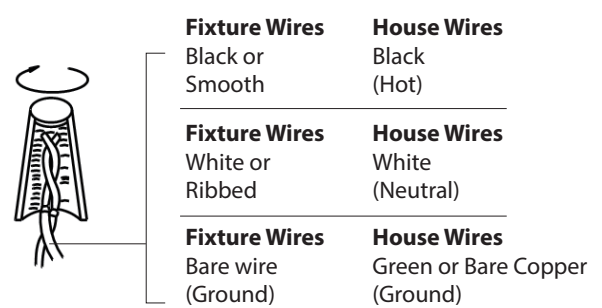 Fixture Wires House Wires
Black or Black
Smooth (Hot)
Fixture Wires House Wires
White or White
Ribbed (Neutral)
Fixture Wires House Wires
Bare wire Green or Bare Copper
(Ground) (Ground)